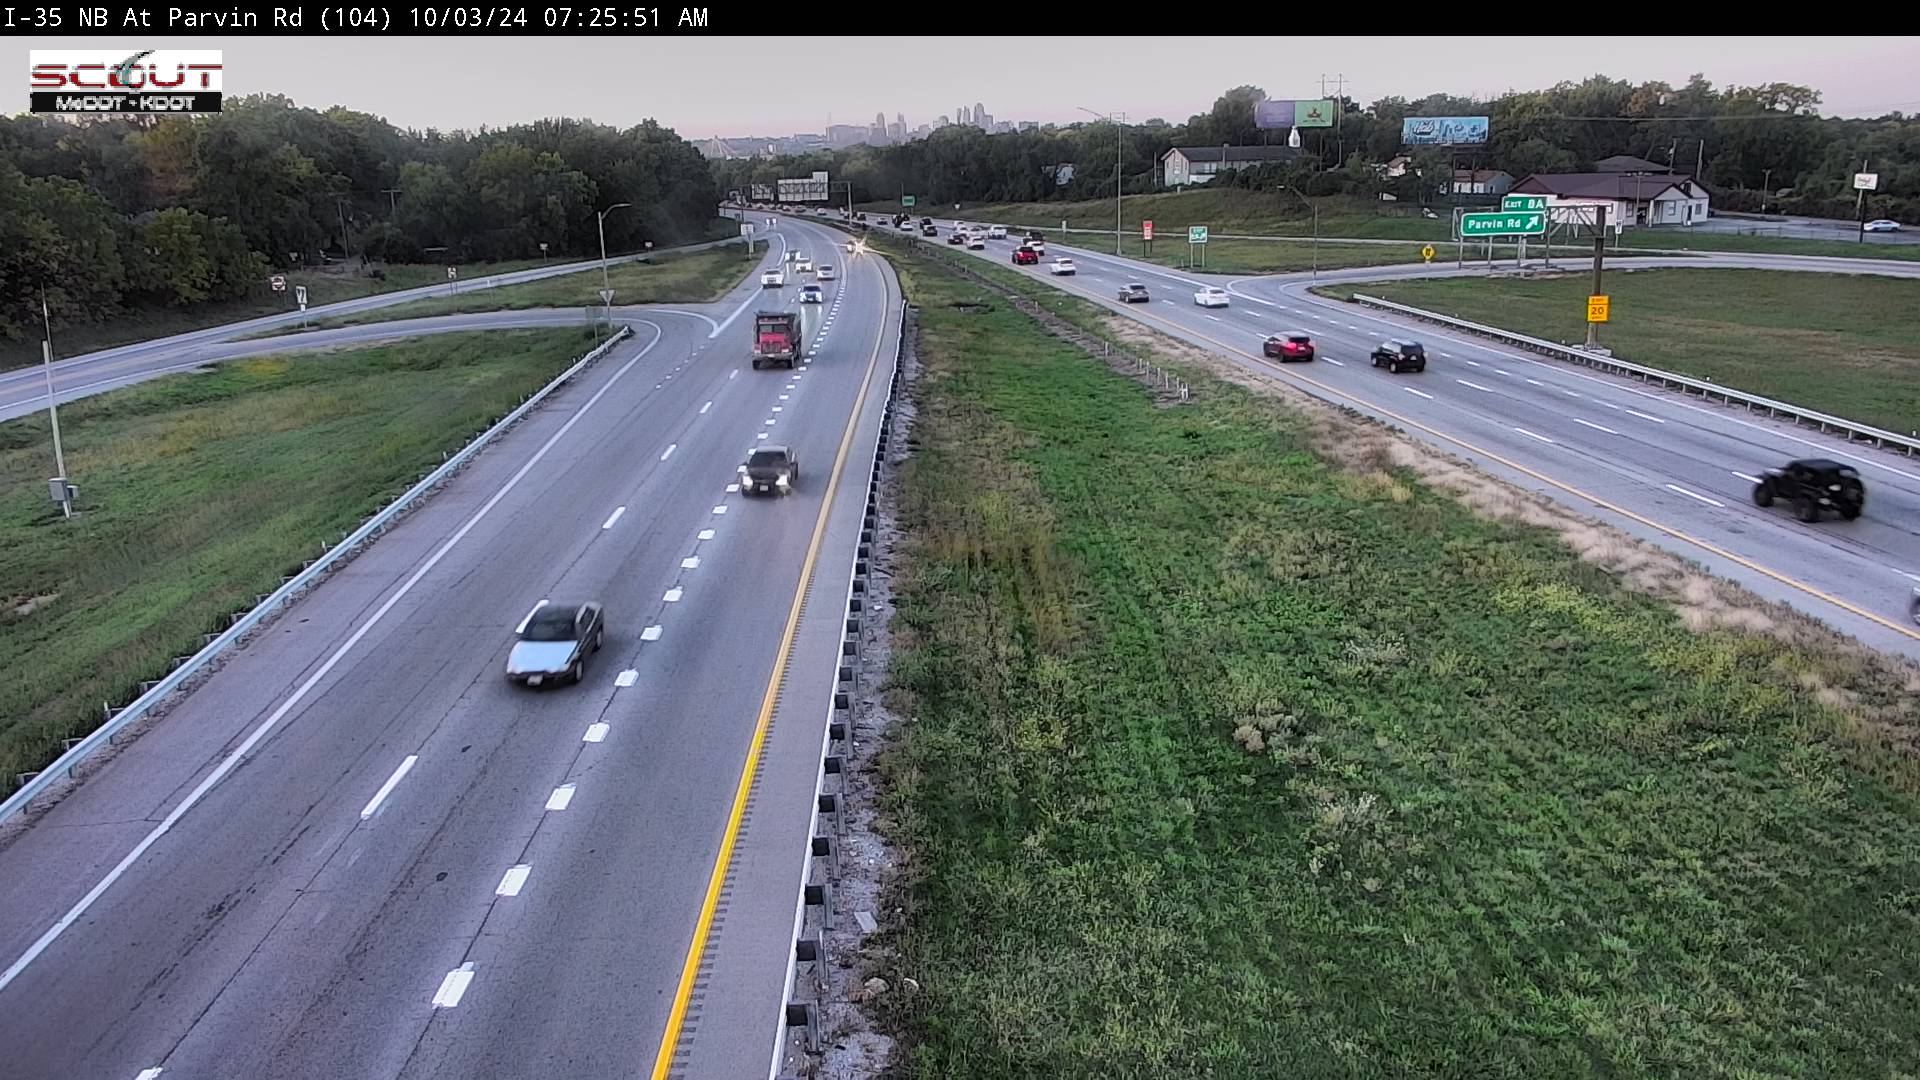 I-35 NB At Parvin Rd (104) 10/03/24 07:25:51 AM
SCOUT
MoDOT - KDOT
EXIT 8A
Parvin Rd
20